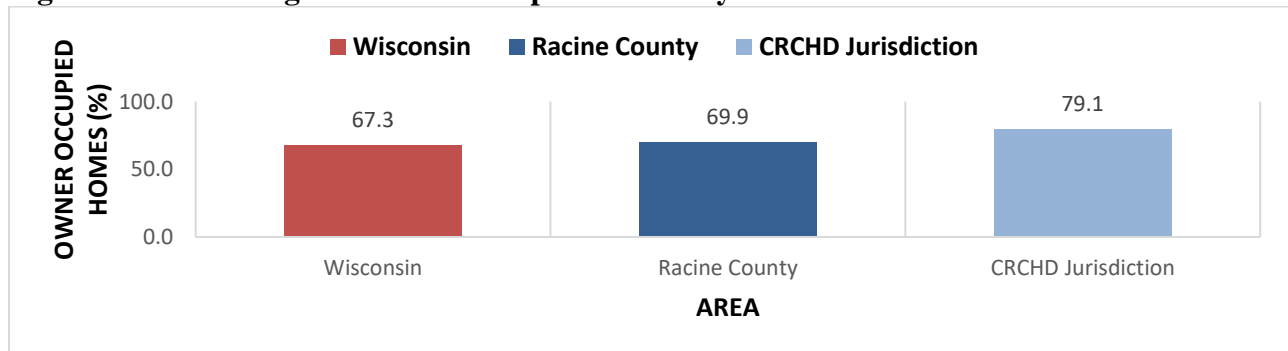 Wisconsin Racine County CRCHD Jurisdiction
OWNER OCCUPIED
HOMES (%)
100.0
50.0
0.0
67.3
69.9
79.1
Wisconsin Racine County CRCHD Jurisdiction
AREA